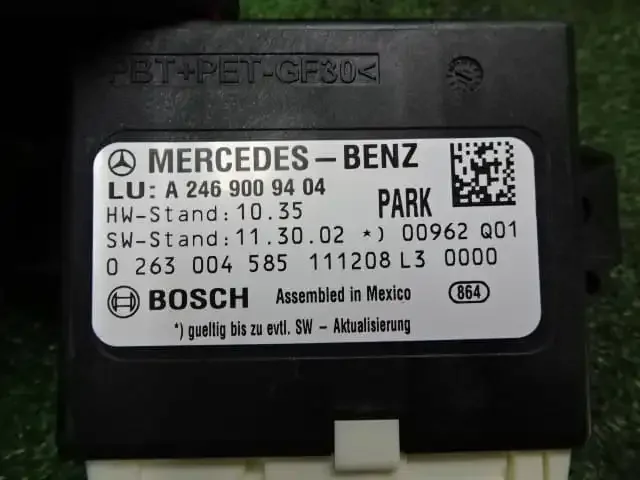 PBT+PET-GF30<
MERCEDES-BENZ
LU: A 246 900 94 04
PARK
HW-Stand: 10.35
SW-Stand: 11.30.02 *) 00962 Q01
0 263 004 585 111208 L3 0000
BOSCH Assembled in Mexico 864
*) gueltig bis zu evtl. SW - Aktualisierung